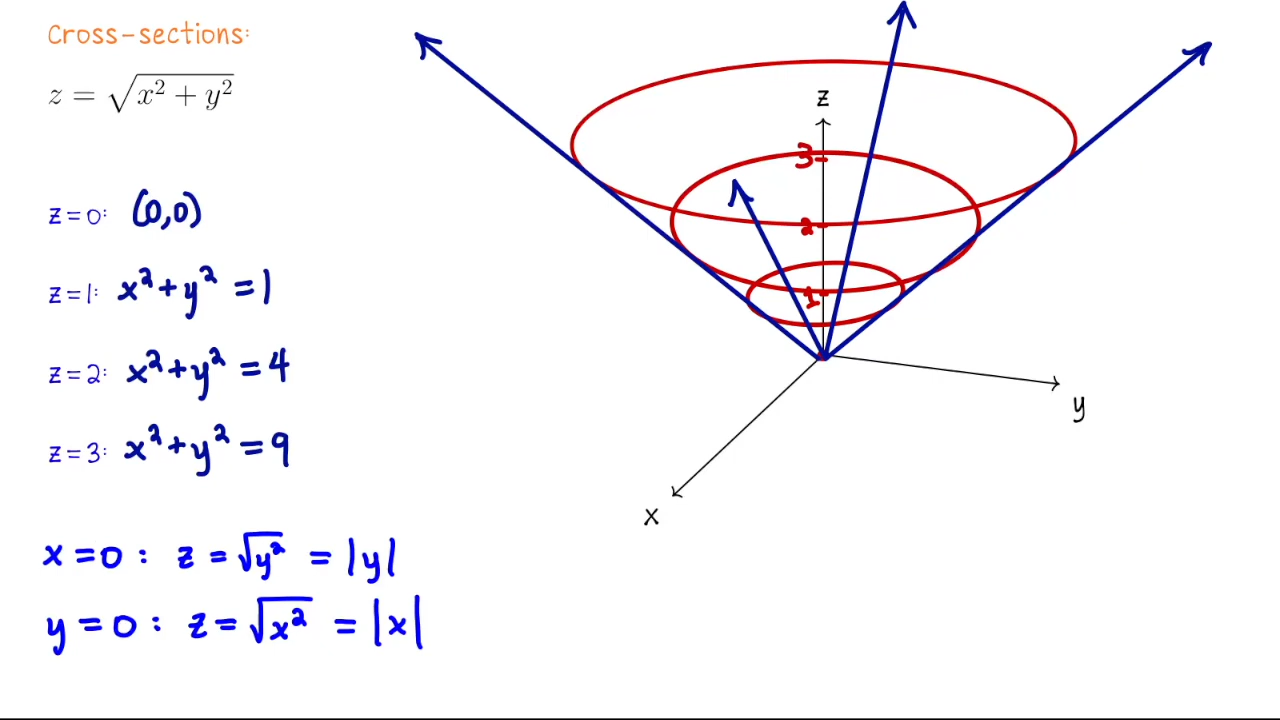 Cross-sections:
z = √(x² + y²)
z = 0: (0,0)
z = 1: x² + y² = 1
z = 2: x² + y² = 4
z = 3: x² + y² = 9
x = 0 : z = √y² = |y|
y = 0 : z = √x² = |x|
z
3
2
1
y
x